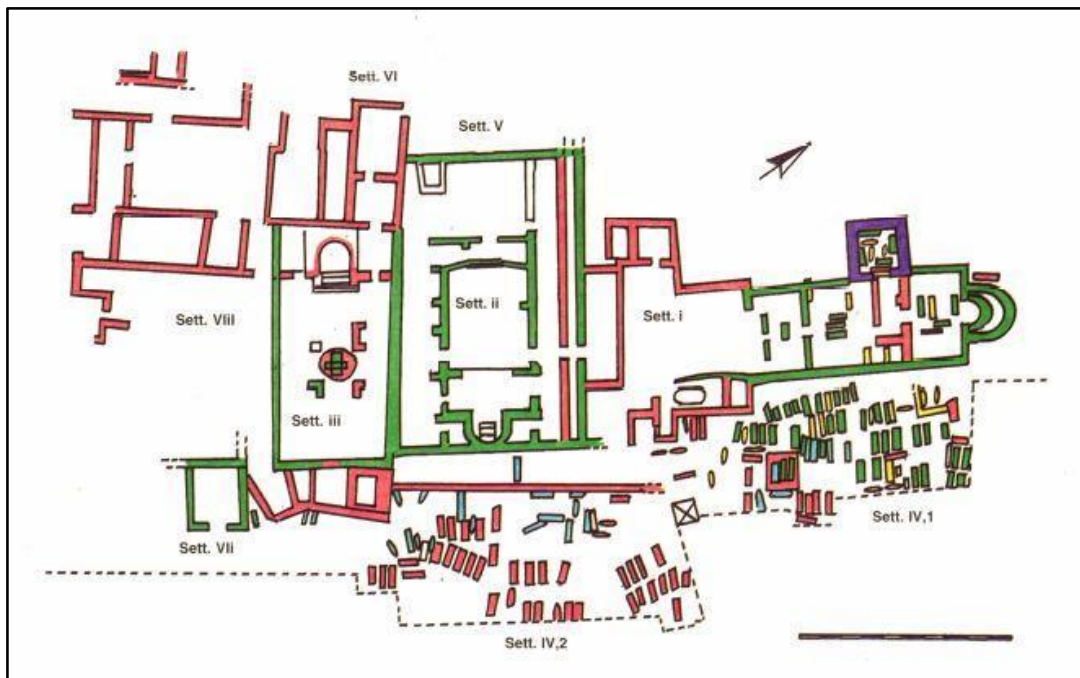 Sett. VI
Sett. V
Sett. ii
Sett. i
Sett. VIiI
Sett. iii
Sett. IV,1
Sett. VIi
Sett. IV,2